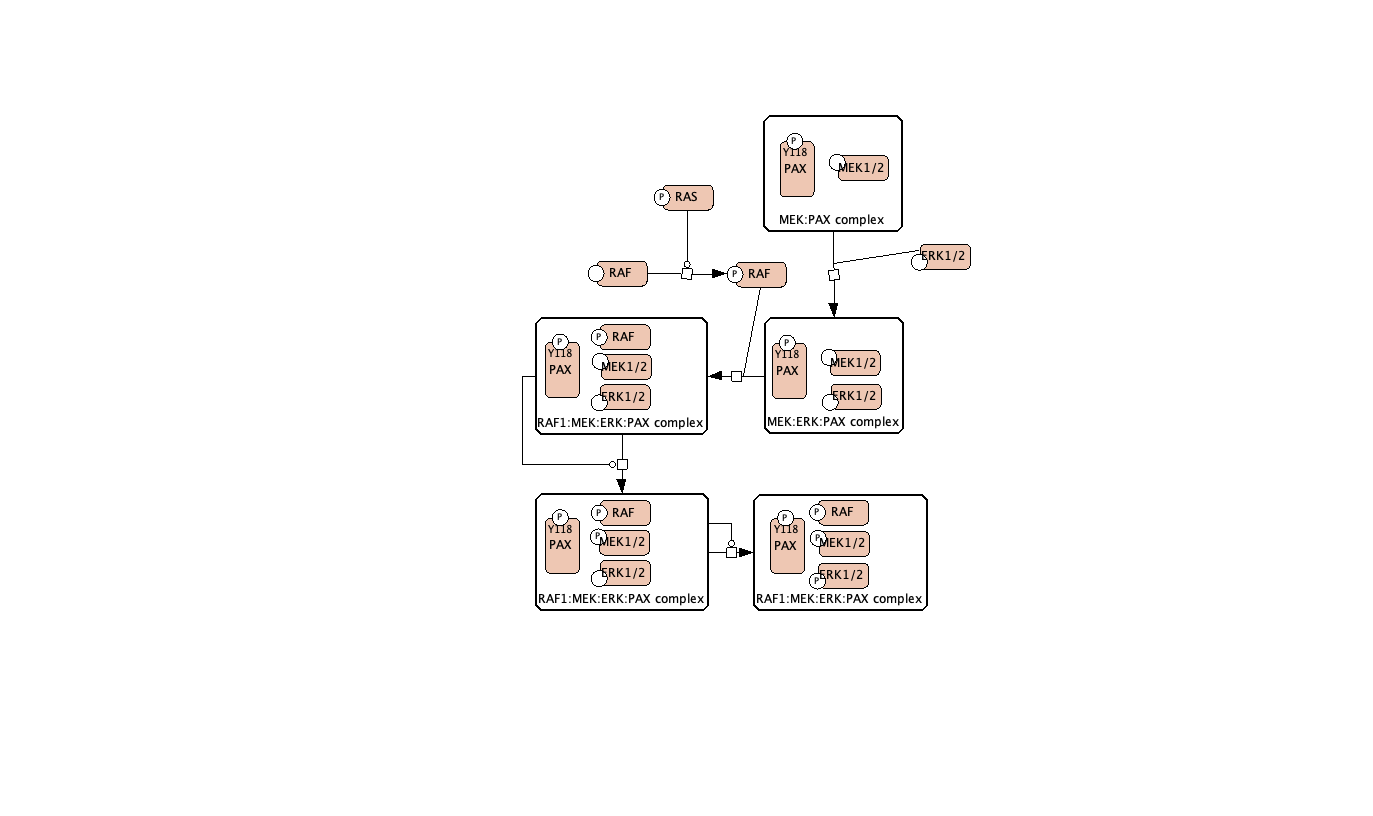 P
Y118
PAX
MEK1/2
MEK:PAX complex
P
RAS
ERK1/2
RAF
P
RAF
P
Y118
PAX
P
RAF
MEK1/2
ERK1/2
RAF1:MEK:ERK:PAX complex
P
Y118
PAX
MEK1/2
ERK1/2
MEK:ERK:PAX complex
P
Y118
PAX
P
RAF
P
MEK1/2
ERK1/2
RAF1:MEK:ERK:PAX complex
P
Y118
PAX
P
RAF
P
MEK1/2
P
ERK1/2
RAF1:MEK:ERK:PAX complex